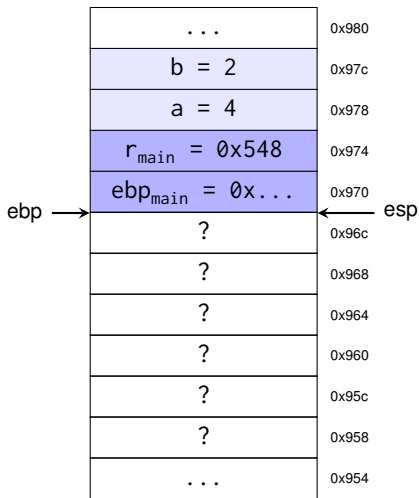 ... 0x980
b = 2 0x97c
a = 4 0x978
r_main = 0x548 0x974
ebp_main = 0x... 0x970
ebp esp
? 0x96c
? 0x968
? 0x964
? 0x960
? 0x95c
? 0x958
... 0x954